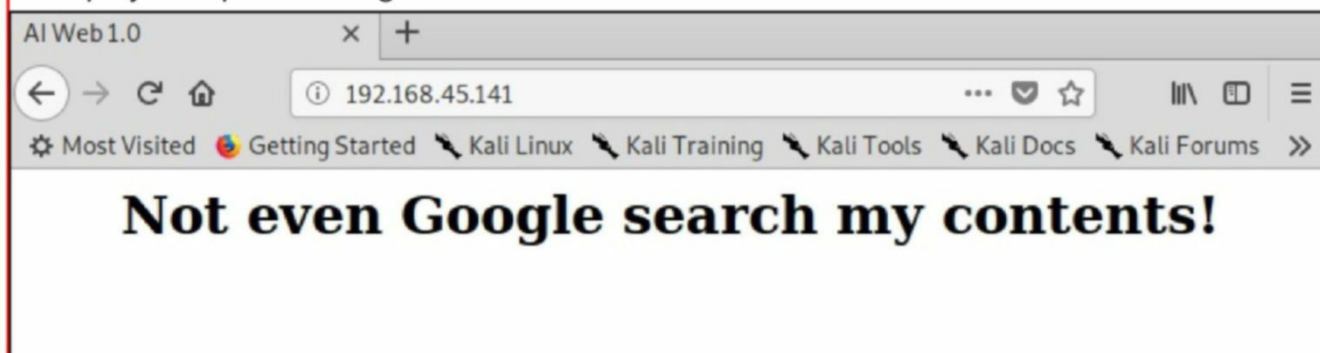 AI Web 1.0
192.168.45.141
Most Visited Getting Started Kali Linux Kali Training Kali Tools Kali Docs Kali Forums
Not even Google search my contents!